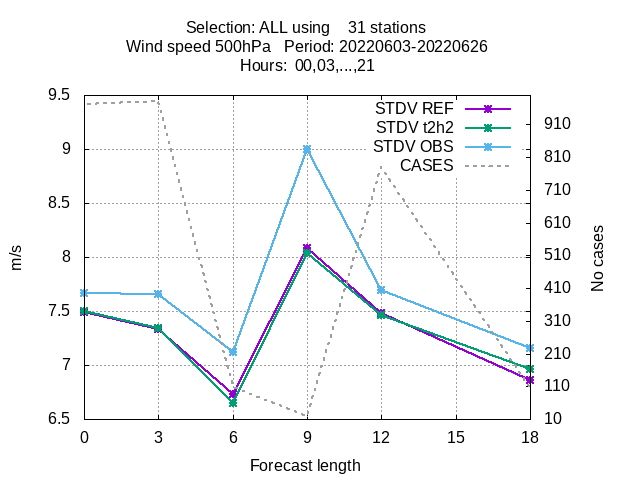 Selection: ALL using    31 stations
Wind speed 500hPa   Period: 20220603-20220626
Hours:  00,03,...,21
STDV REF
STDV t2h2
STDV OBS
CASES
9.5
9
8.5
8
7.5
7
6.5
m/s
910
810
710
610
510
410
310
210
110
10
No cases
0 3 6 9 12 15 18
Forecast length